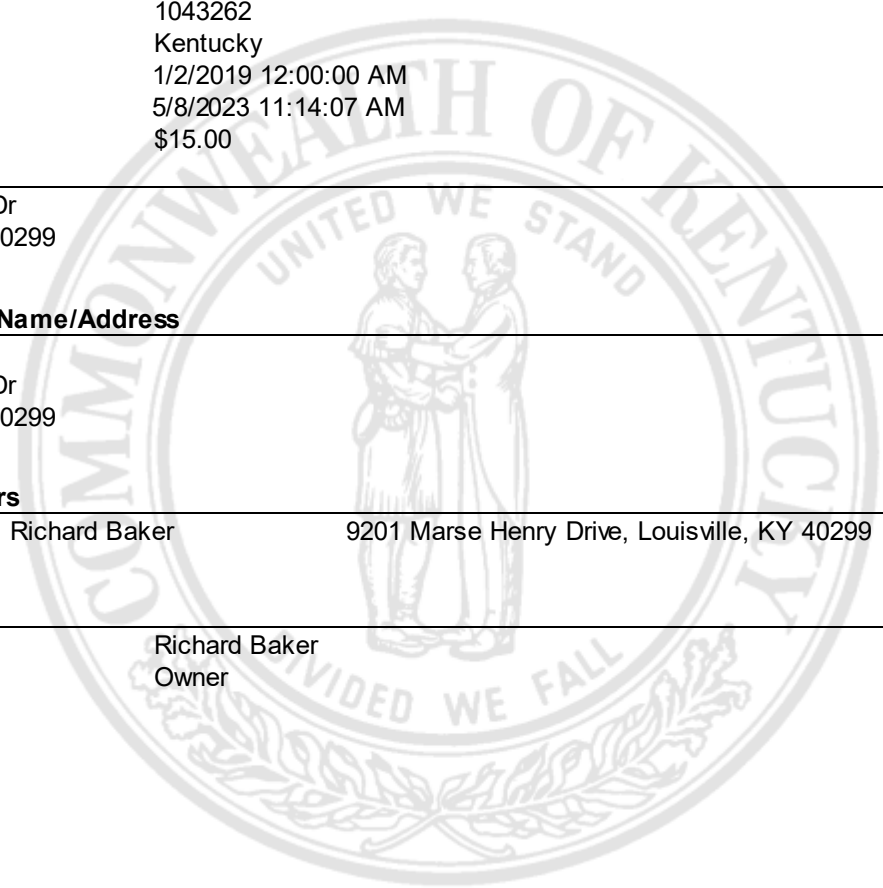 1043262
Kentucky
1/2/2019 12:00:00 AM
5/8/2023 11:14:07 AM
$15.00
Dr
0299
Name/Address
Dr
0299
rs
Richard Baker 9201 Marse Henry Drive, Louisville, KY 40299
Richard Baker
Owner
COMMONWEALTH OF KENTUCKY
UNITED WE STAND
DIVIDED WE FALL